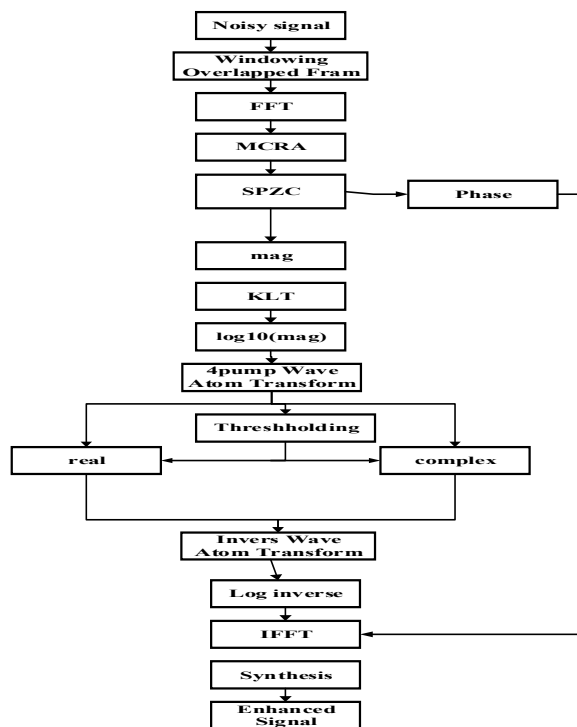 Noisy signal
Windowing
Overlapped Fram
FFT
MCRA
SPZC
Phase
mag
KLT
log10(mag)
4pump Wave
Atom Transform
Threshholding
real
complex
Invers Wave
Atom Transform
Log inverse
IFFT
Synthesis
Enhanced
Signal